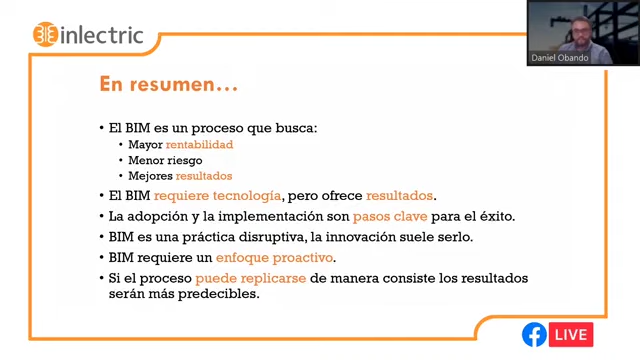 inlectric
Daniel Obando
En resumen...
• El BIM es un proceso que busca:
• Mayor rentabilidad
• Menor riesgo
• Mejores resultados
• El BIM requiere tecnología, pero ofrece resultados.
• La adopción y la implementación son pasos clave para el éxito.
• BIM es una práctica disruptiva, la innovación suele serlo.
• BIM requiere un enfoque proactivo.
• Si el proceso puede replicarse de manera consiste los resultados
serán más predecibles.
f LIVE